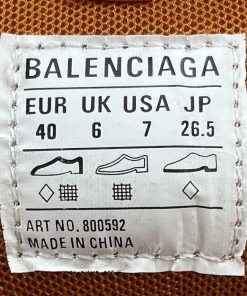 BALENCIAGA
EUR UK USA JP
40 6 7 26.5
ART NO. 800592
MADE IN CHINA